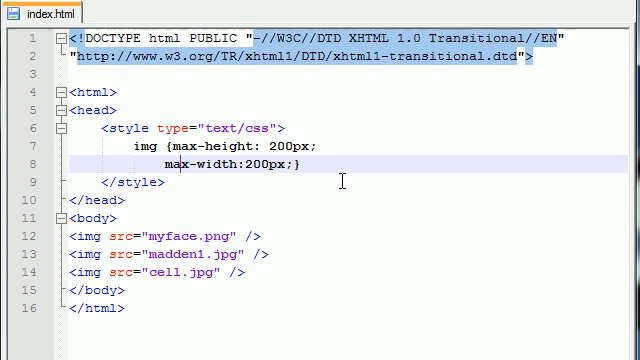 index.html
1 <!DOCTYPE html PUBLIC "-//W3C//DTD XHTML 1.0 Transitional//EN"
2 "http://www.w3.org/TR/xhtml1/DTD/xhtml1-transitional.dtd">
3
4 <html>
5 <head>
6 <style type="text/css">
7 img {max-height: 200px;
8 max-width:200px;}
9 </style>
10 </head>
11 <body>
12 <img src="myface.png" />
13 <img src="madden1.jpg" />
14 <img src="cell.jpg" />
15 </body>
16 </html>